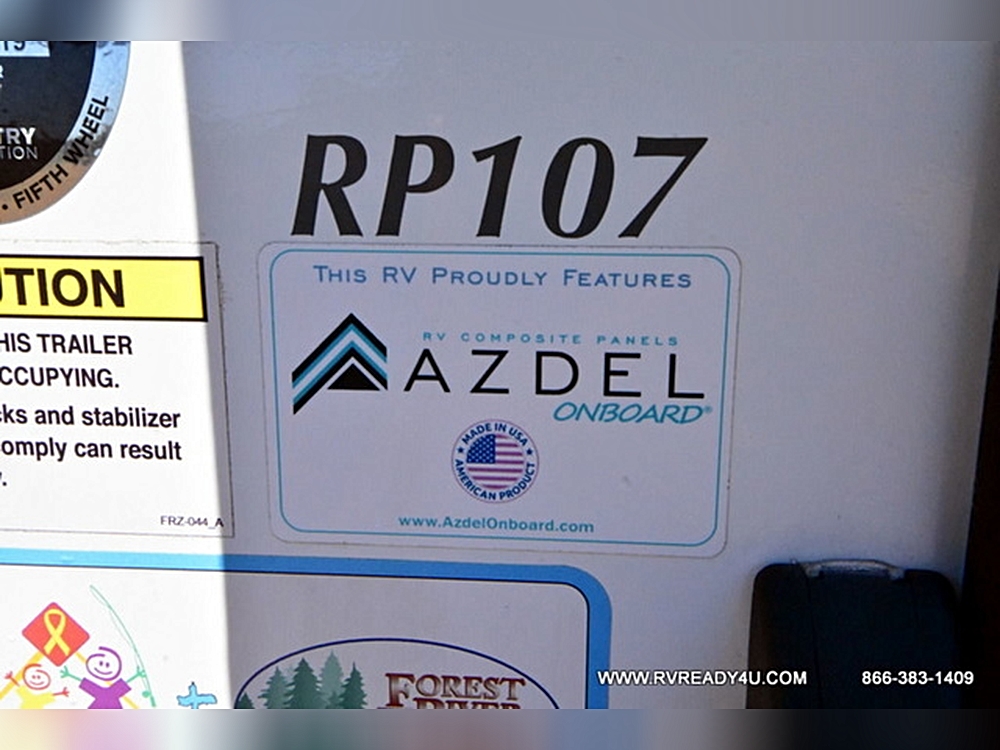 TRY
TION
• FIFTH WHEEL
RP107
UTION
HIS TRAILER
CCUPYING.
cks and stabilizer
omply can result
FRZ-044_A
THIS RV PROUDLY FEATURES
RV COMPOSITE PANELS
AZDEL
ONBOARD®
MADE IN USA
AMERICAN PRODUCT
www.AzdelOnboard.com
FOREST
RIVER
WWW.RVREADY4U.COM 866-383-1409